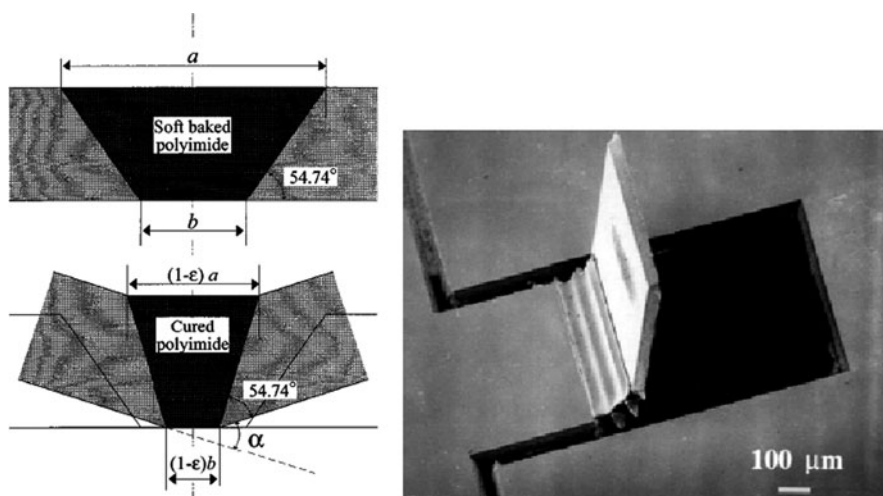 a
Soft baked
polyimide
54.74°
b
(1-ε) a
Cured
polyimide
54.74°
α
(1-ε)b
100 μm